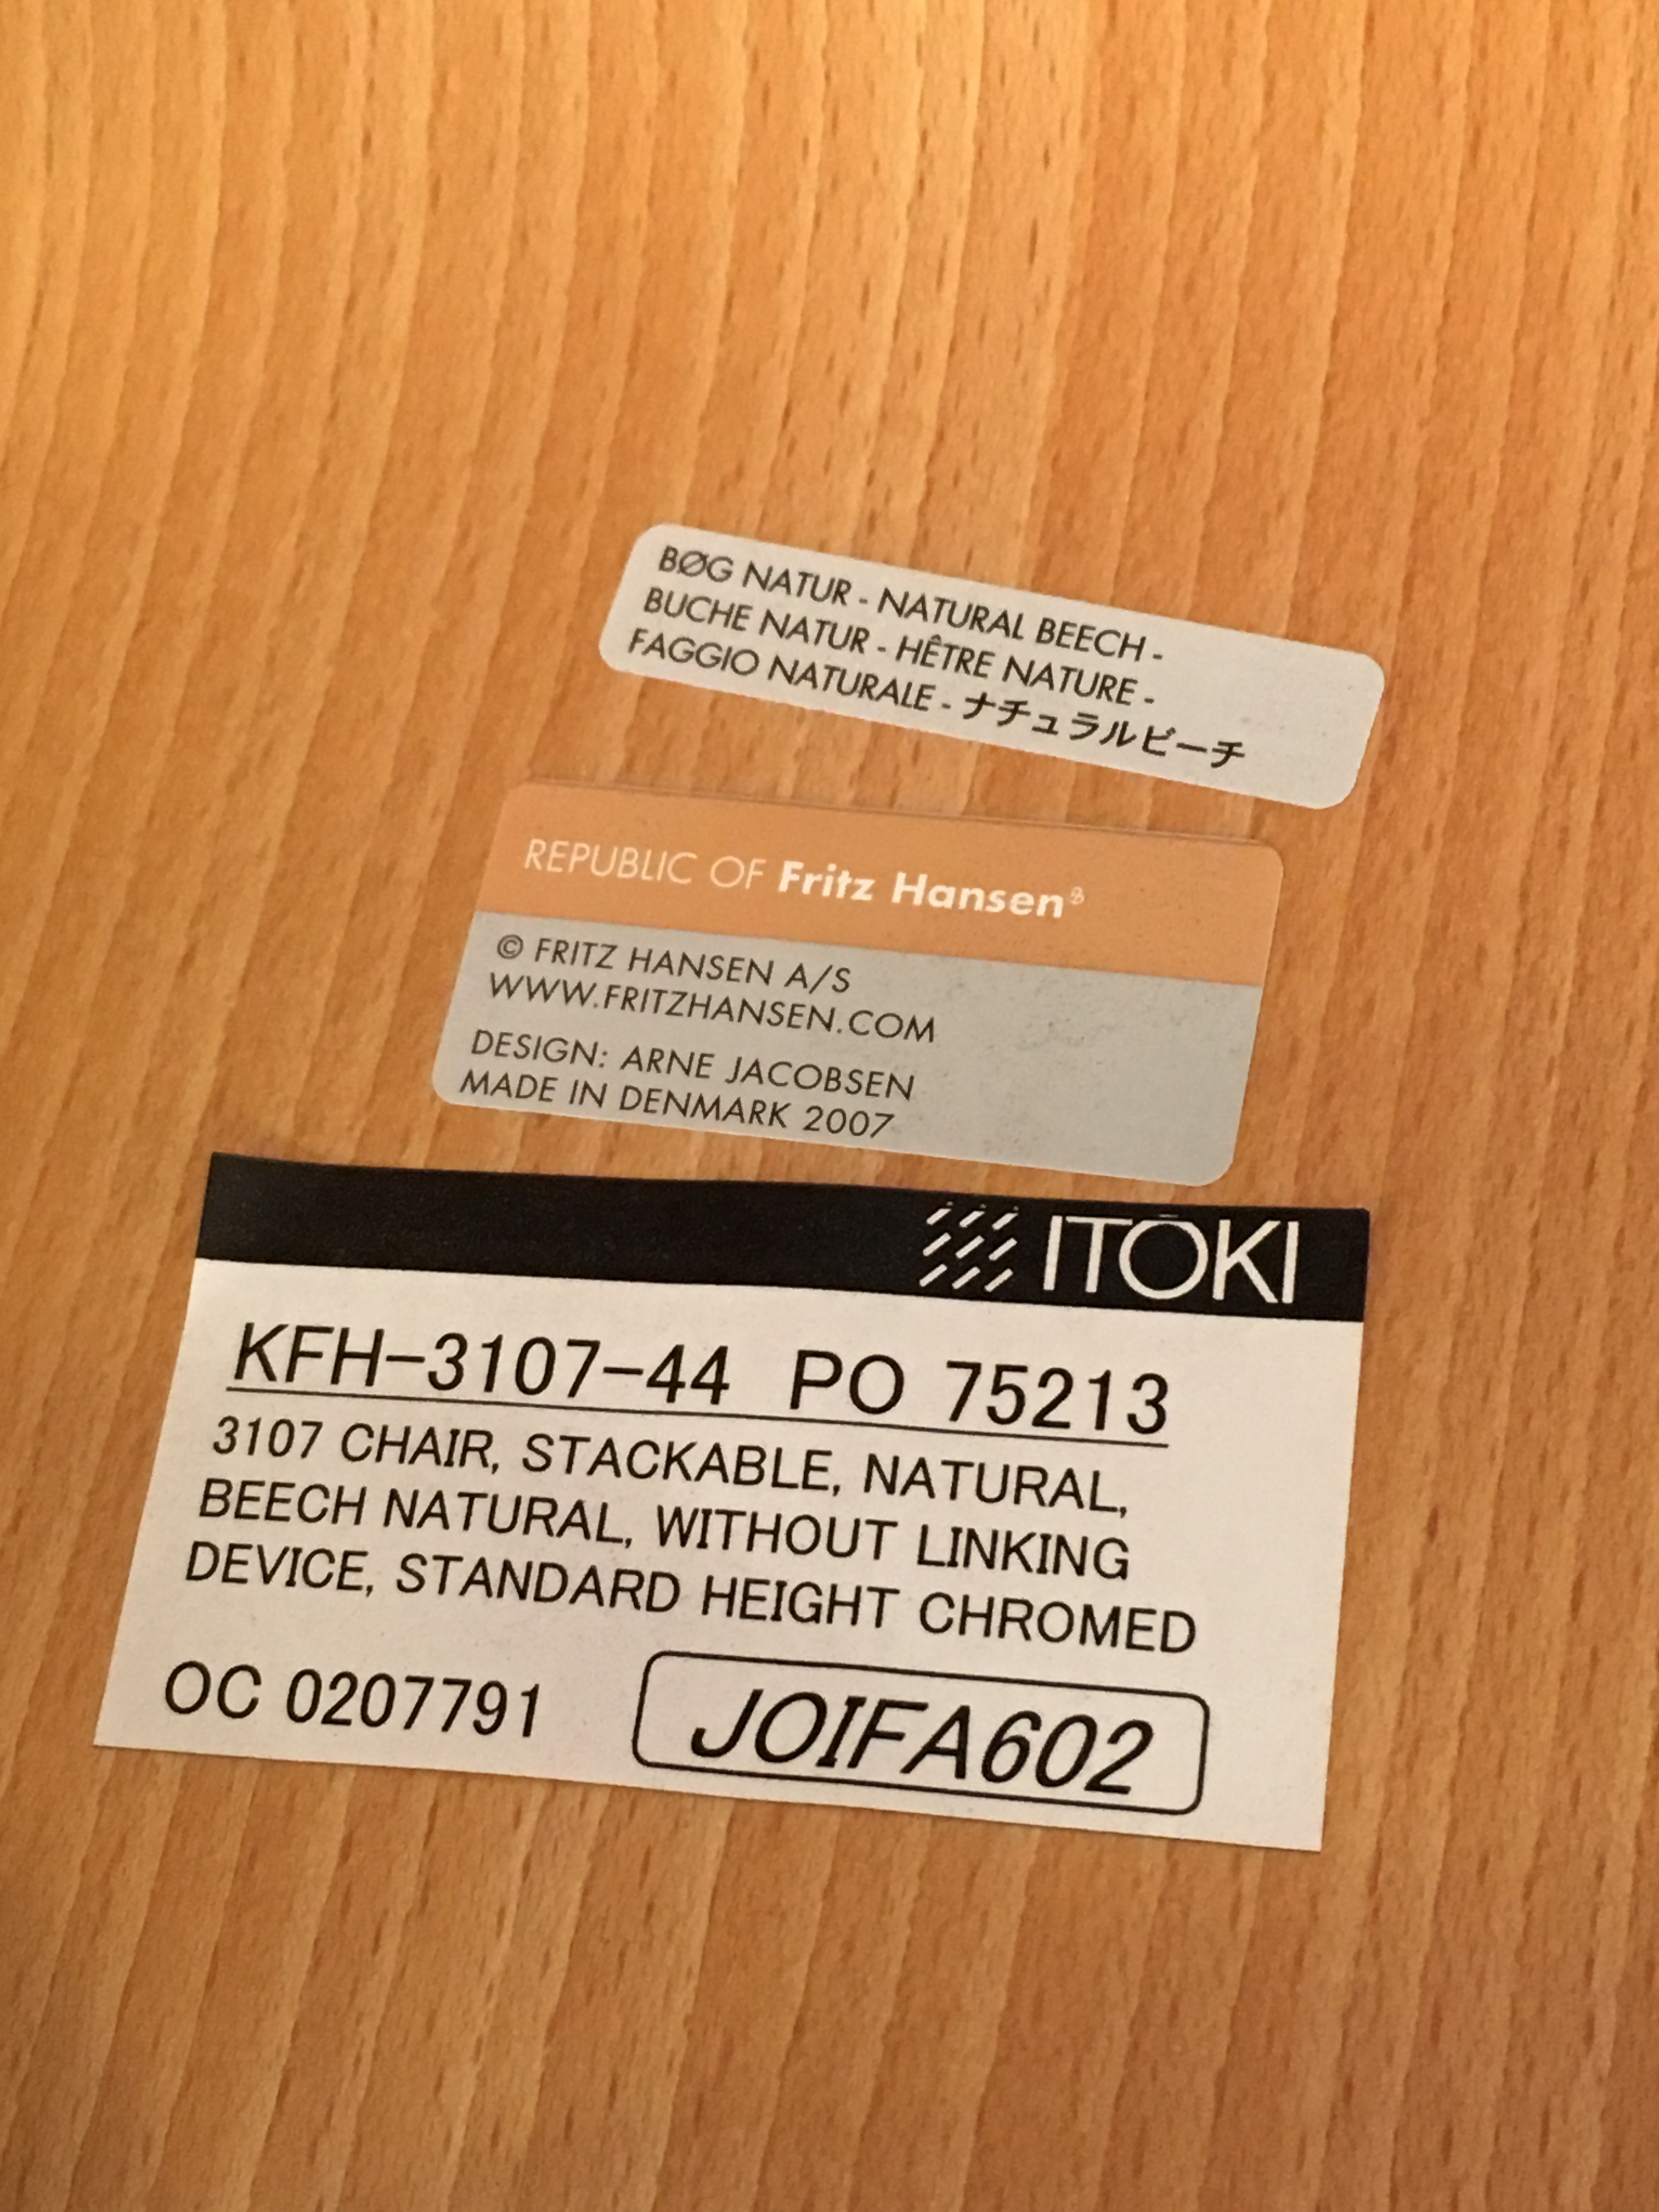 BØG NATUR - NATURAL BEECH -
BUCHE NATUR - HÊTRE NATURE -
FAGGIO NATURALE - ナチュラルビーチ
REPUBLIC OF Fritz Hansen®
© FRITZ HANSEN A/S
WWW.FRITZHANSEN.COM
DESIGN: ARNE JACOBSEN
MADE IN DENMARK 2007
ITOKI
KFH-3107-44 PO 75213
3107 CHAIR, STACKABLE, NATURAL,
BEECH NATURAL, WITHOUT LINKING
DEVICE, STANDARD HEIGHT CHROMED
OC 0207791
JOIFA602